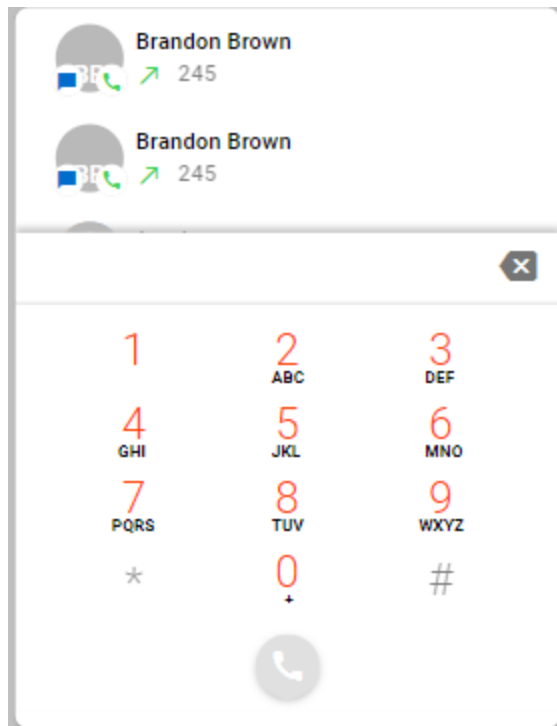 Brandon Brown
245
Brandon Brown
245
1 2 3
ABC DEF
4 5 6
GHI JKL MNO
7 8 9
PQRS TUV WXYZ
* 0 #
+